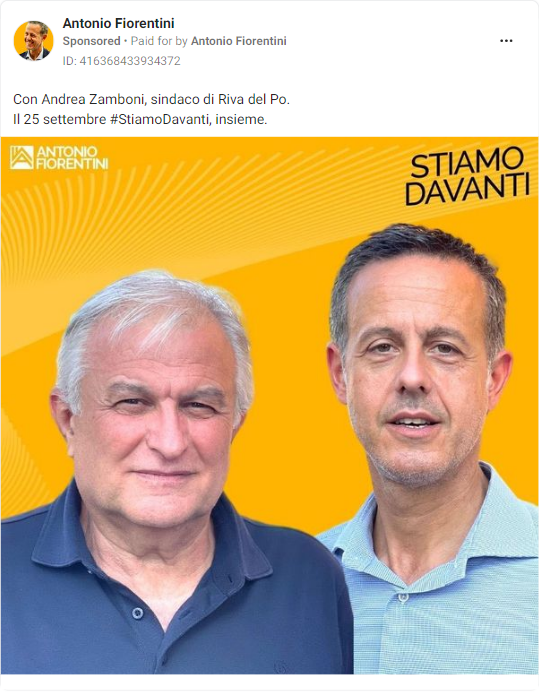 Antonio Fiorentini
Sponsored • Paid for by Antonio Fiorentini
ID: 416368433934372
Con Andrea Zamboni, sindaco di Riva del Po.
Il 25 settembre #StiamoDavanti, insieme.
ANTONIO
FIORENTINI
STIAMO
DAVANTI